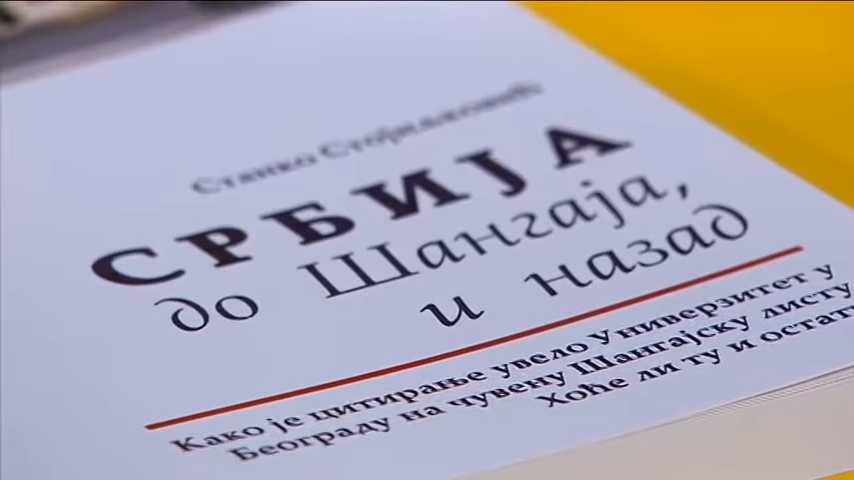 Станко Стојиљковић
СРБИЈА
до Шангаја,
и назад
Како је цитирање увело Универзитет у
Београду на чувену Шангајску листу
Хоће ли ту и остати